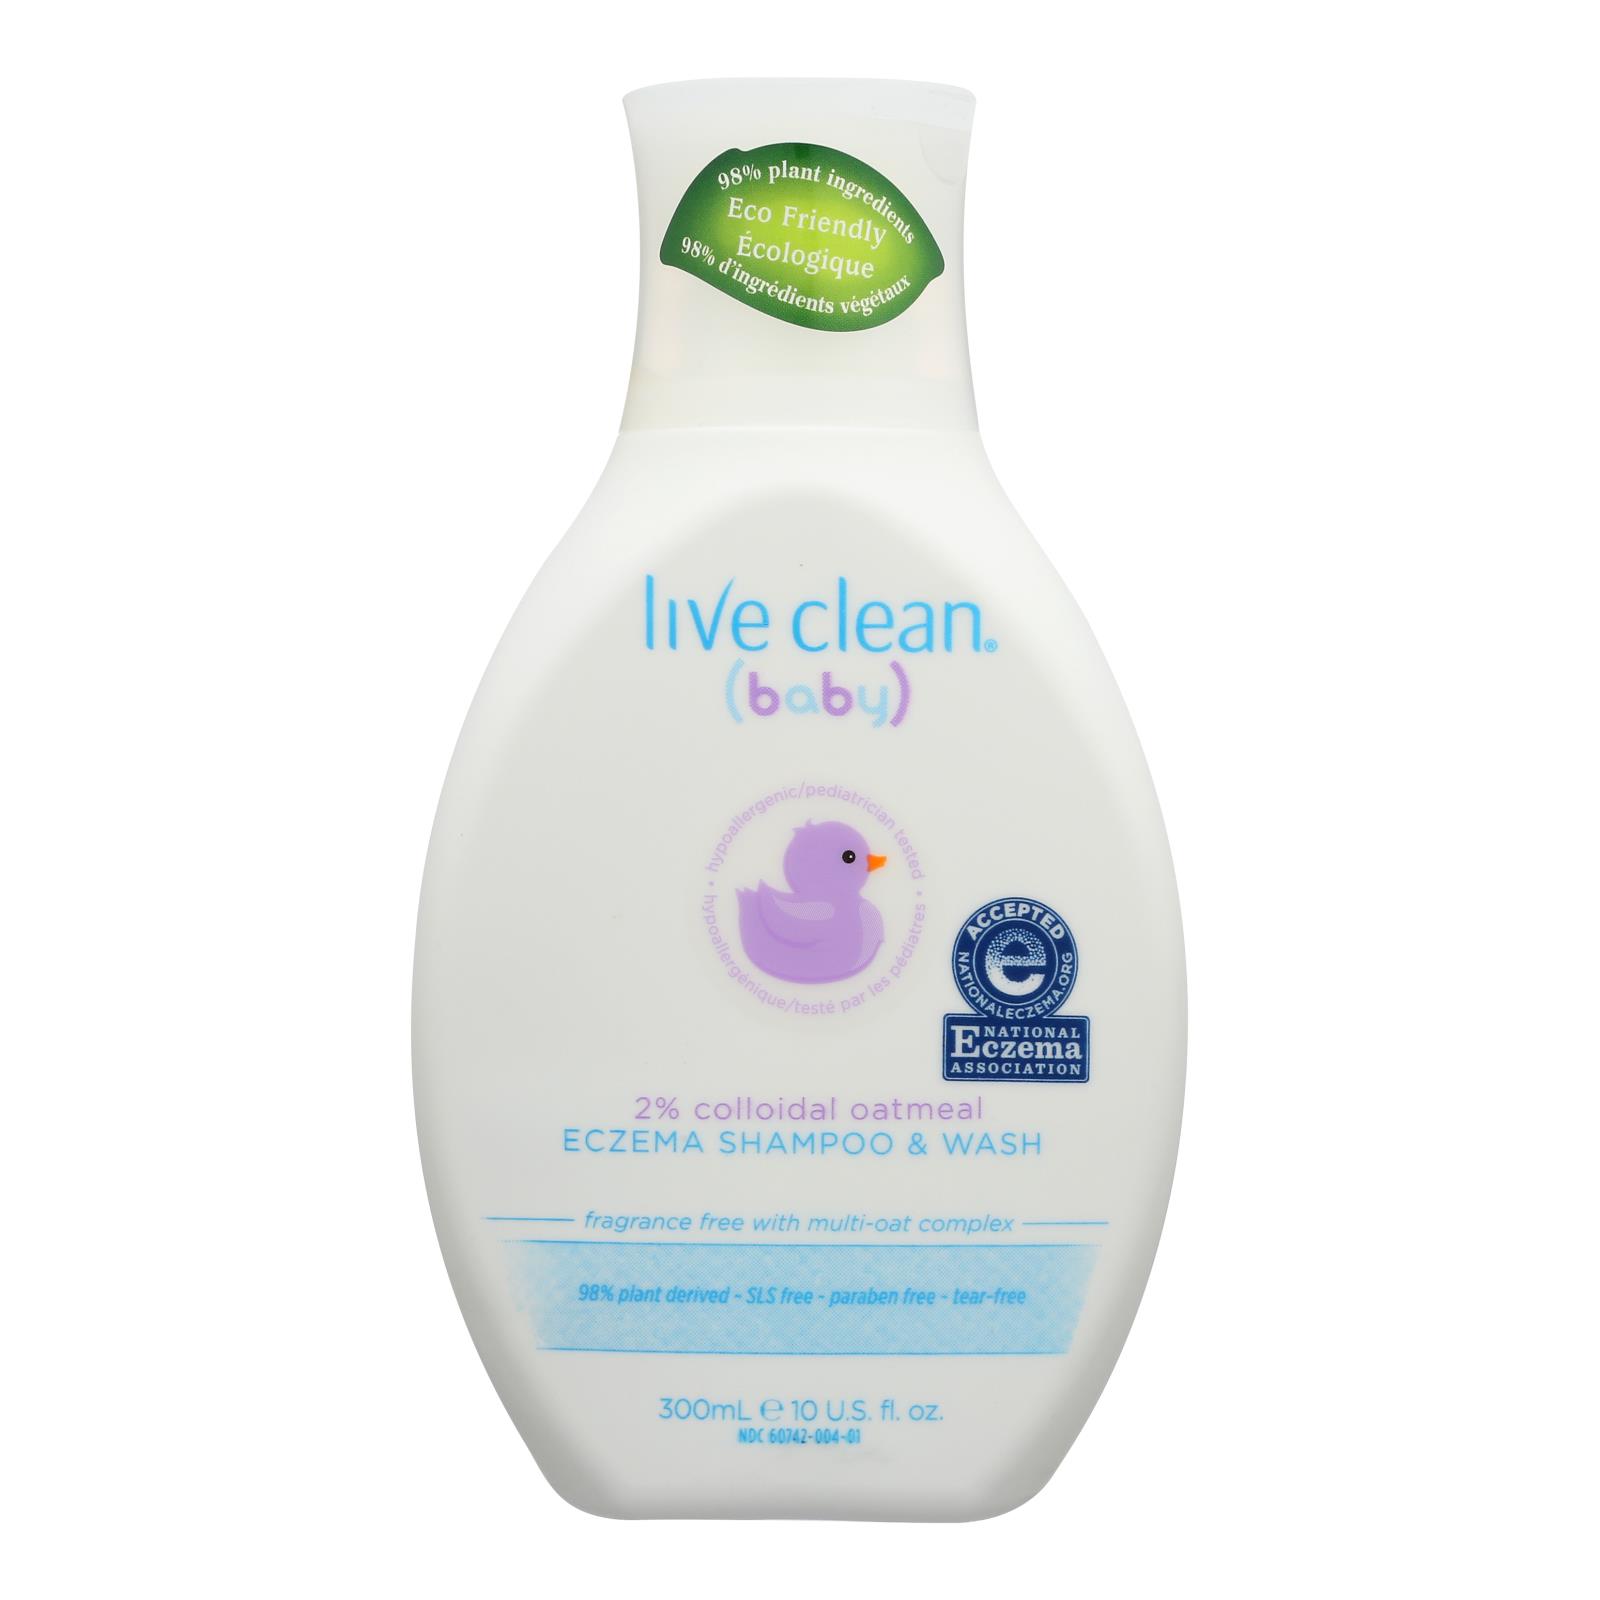 98% plant ingredients
Eco Friendly
Écologique
98% d'ingrédients végétaux
live clean®
(baby)
hypoallergenic/pediatrician tested •
hypoallergénique/testé par les pédiatres •
ACCEPTED
e
NATIONALECZEMA.ORG
NATIONAL
Eczema
ASSOCIATION
2% colloidal oatmeal
ECZEMA SHAMPOO & WASH
fragrance free with multi-oat complex
98% plant derived - SLS free - paraben free - tear-free
300mL ℮ 10 U.S. fl. oz.
NDC 60742-004-01